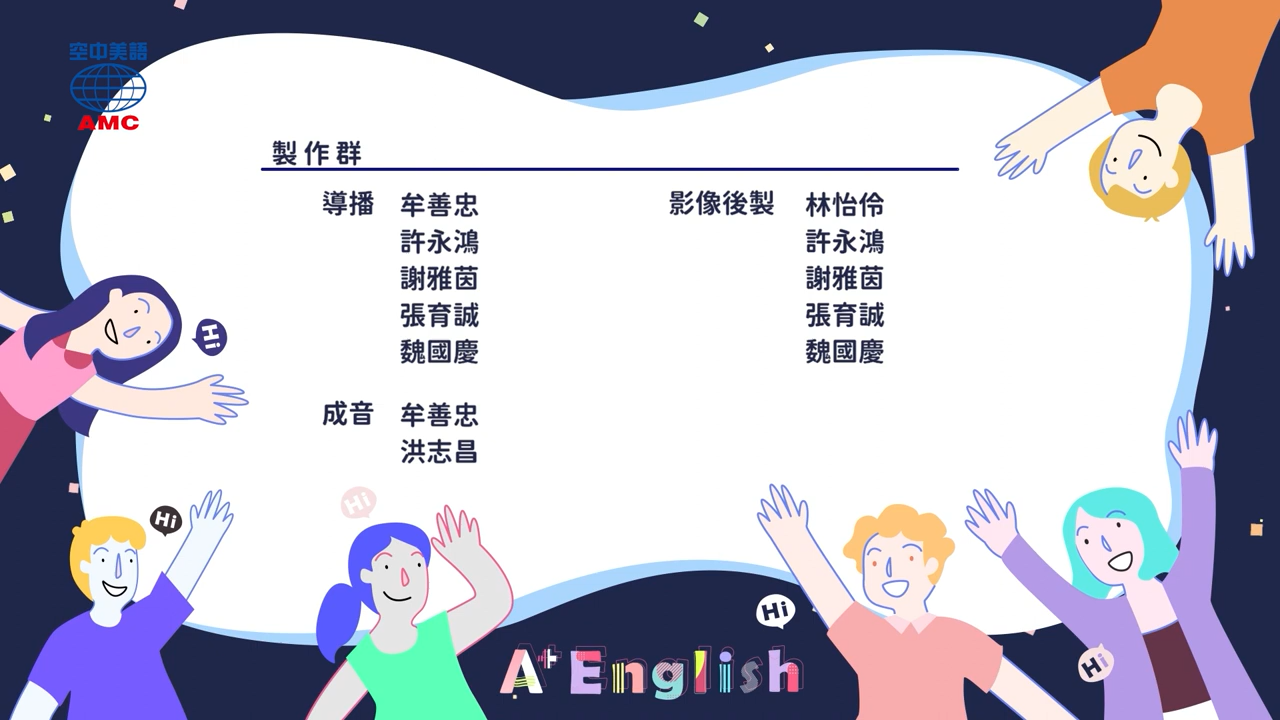 空中美語
AMC
製作群
導播 牟善忠
許永鴻
謝雅茵
張育誠
魏國慶
成音 牟善忠
洪志昌
影像後製 林怡伶
許永鴻
謝雅茵
張育誠
魏國慶
Hi
Hi
Hi
Hi
Hi
A+ English